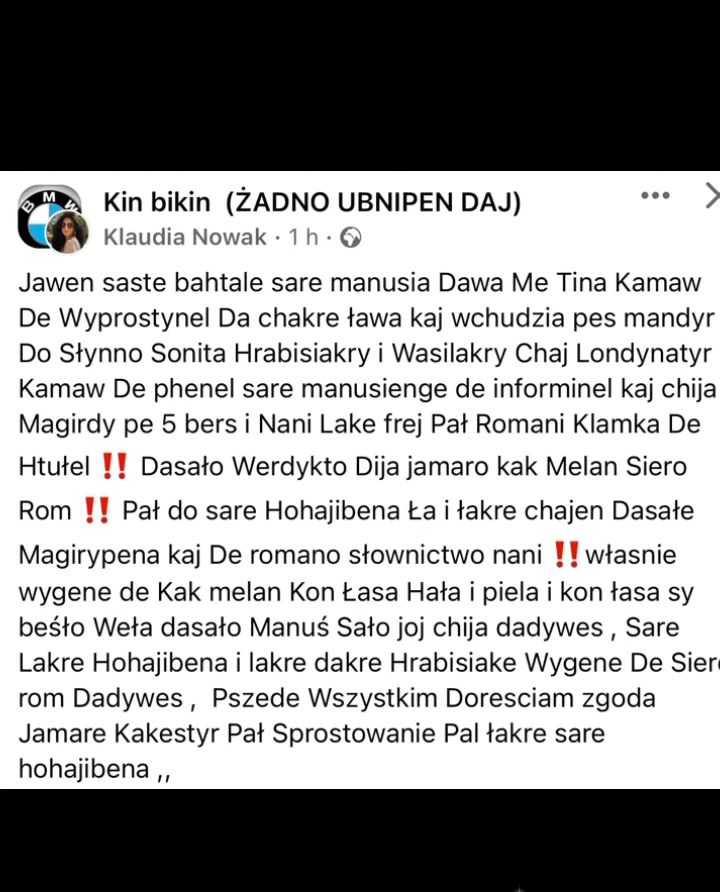 BMW
Kin bikin (ŻADNO UBNIPEN DAJ)
Klaudia Nowak · 1 h ·
Jawen saste bahtale sare manusia Dawa Me Tina Kamaw
De Wyprostynel Da chakre ława kaj wchudzia pes mandyr
Do Słynno Sonita Hrabisiakry i Wasilakry Chaj Londynatyr
Kamaw De phenel sare manusienge de informinel kaj chija
Magirdy pe 5 bers i Nani Lake frej Pał Romani Klamka De
Htułel ‼️ Dasało Werdykto Dija jamaro kak Melan Siero
Rom ‼️ Pał do sare Hohajibena Ła i łakre chajen Dasałe
Magirypena kaj De romano słownictwo nani ‼️własnie
wygene de Kak melan Kon Łasa Hała i piela i kon łasa sy
beśło Weła dasało Manuś Sało joj chija dadywes , Sare
Lakre Hohajibena i lakre dakre Hrabisiake Wygene De Siero
rom Dadywes , Pszede Wszystkim Doresciam zgoda
Jamare Kakestyr Pał Sprostowanie Pal łakre sare
hohajibena ,,